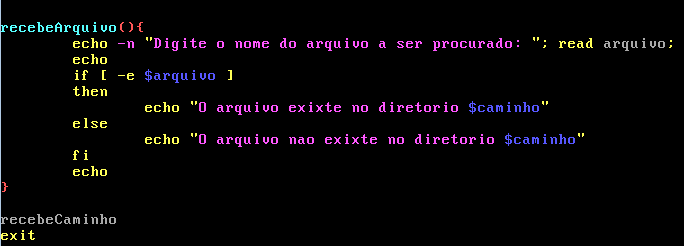 recebeArquivo(){
echo -n "Digite o nome do arquivo a ser procurado: "; read arquivo;
echo
if [ -e $arquivo ]
then
echo "O arquivo exixte no diretorio $caminho"
else
echo "O arquivo nao exixte no diretorio $caminho"
fi
echo
}
recebeCaminho
exit